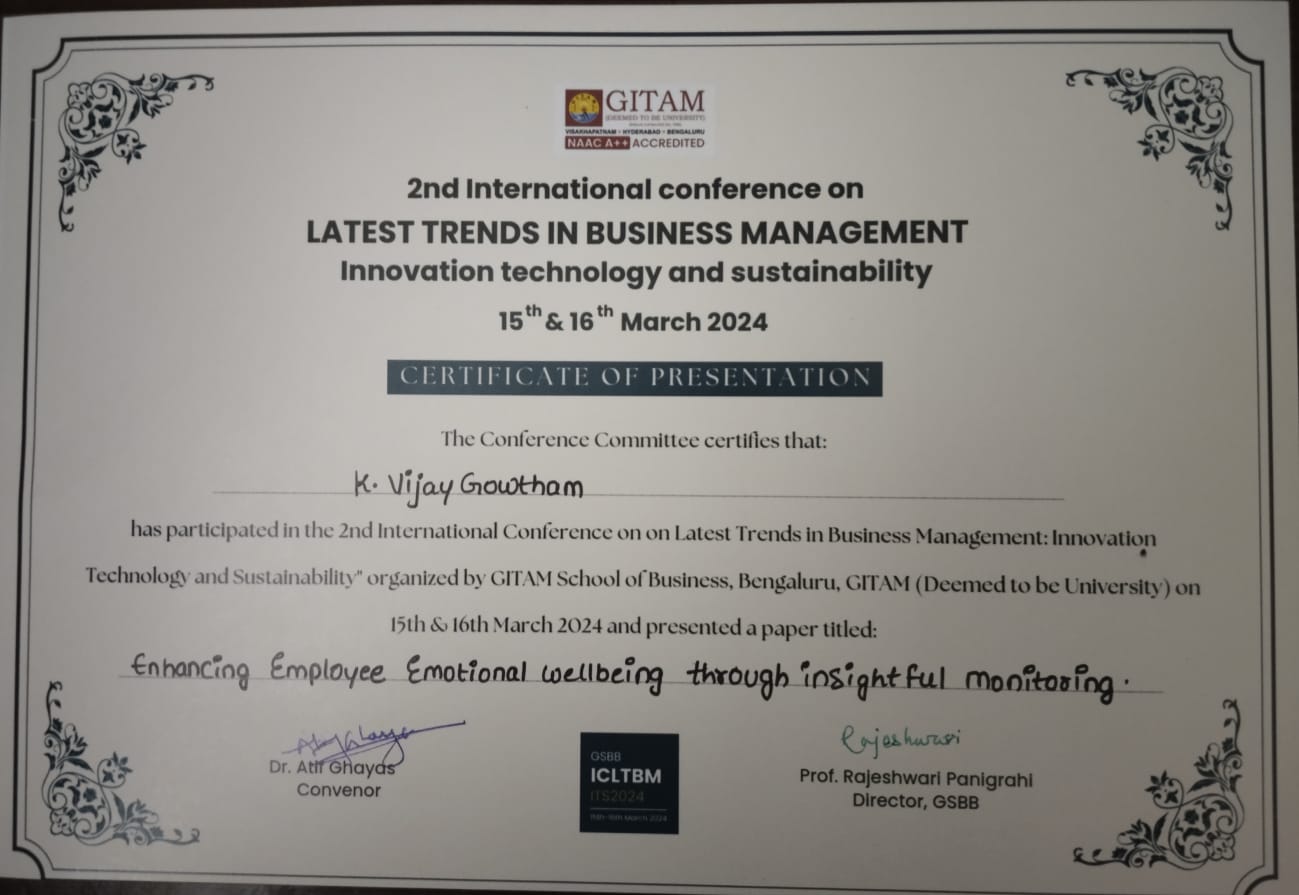 GITAM
(DEEMED TO BE UNIVERSITY)
VISAKHAPATNAM • HYDERABAD • BENGALURU
NAAC A++ ACCREDITED
2nd International conference on
LATEST TRENDS IN BUSINESS MANAGEMENT
Innovation technology and sustainability
15th & 16th March 2024
CERTIFICATE OF PRESENTATION
The Conference Committee certifies that:
K. Vijay Gowtham
has participated in the 2nd International Conference on on Latest Trends in Business Management: Innovation
Technology and Sustainability" organized by GITAM School of Business, Bengaluru, GITAM (Deemed to be University) on
15th & 16th March 2024 and presented a paper titled:
Enhancing Employee Emotional wellbeing through insightful monitoring.
Dr. Atif Ghayas
Convenor
GSBB
ICLTBM
ITS2024
15th-16th March 2024
Rajeshwari
Prof. Rajeshwari Panigrahi
Director, GSBB